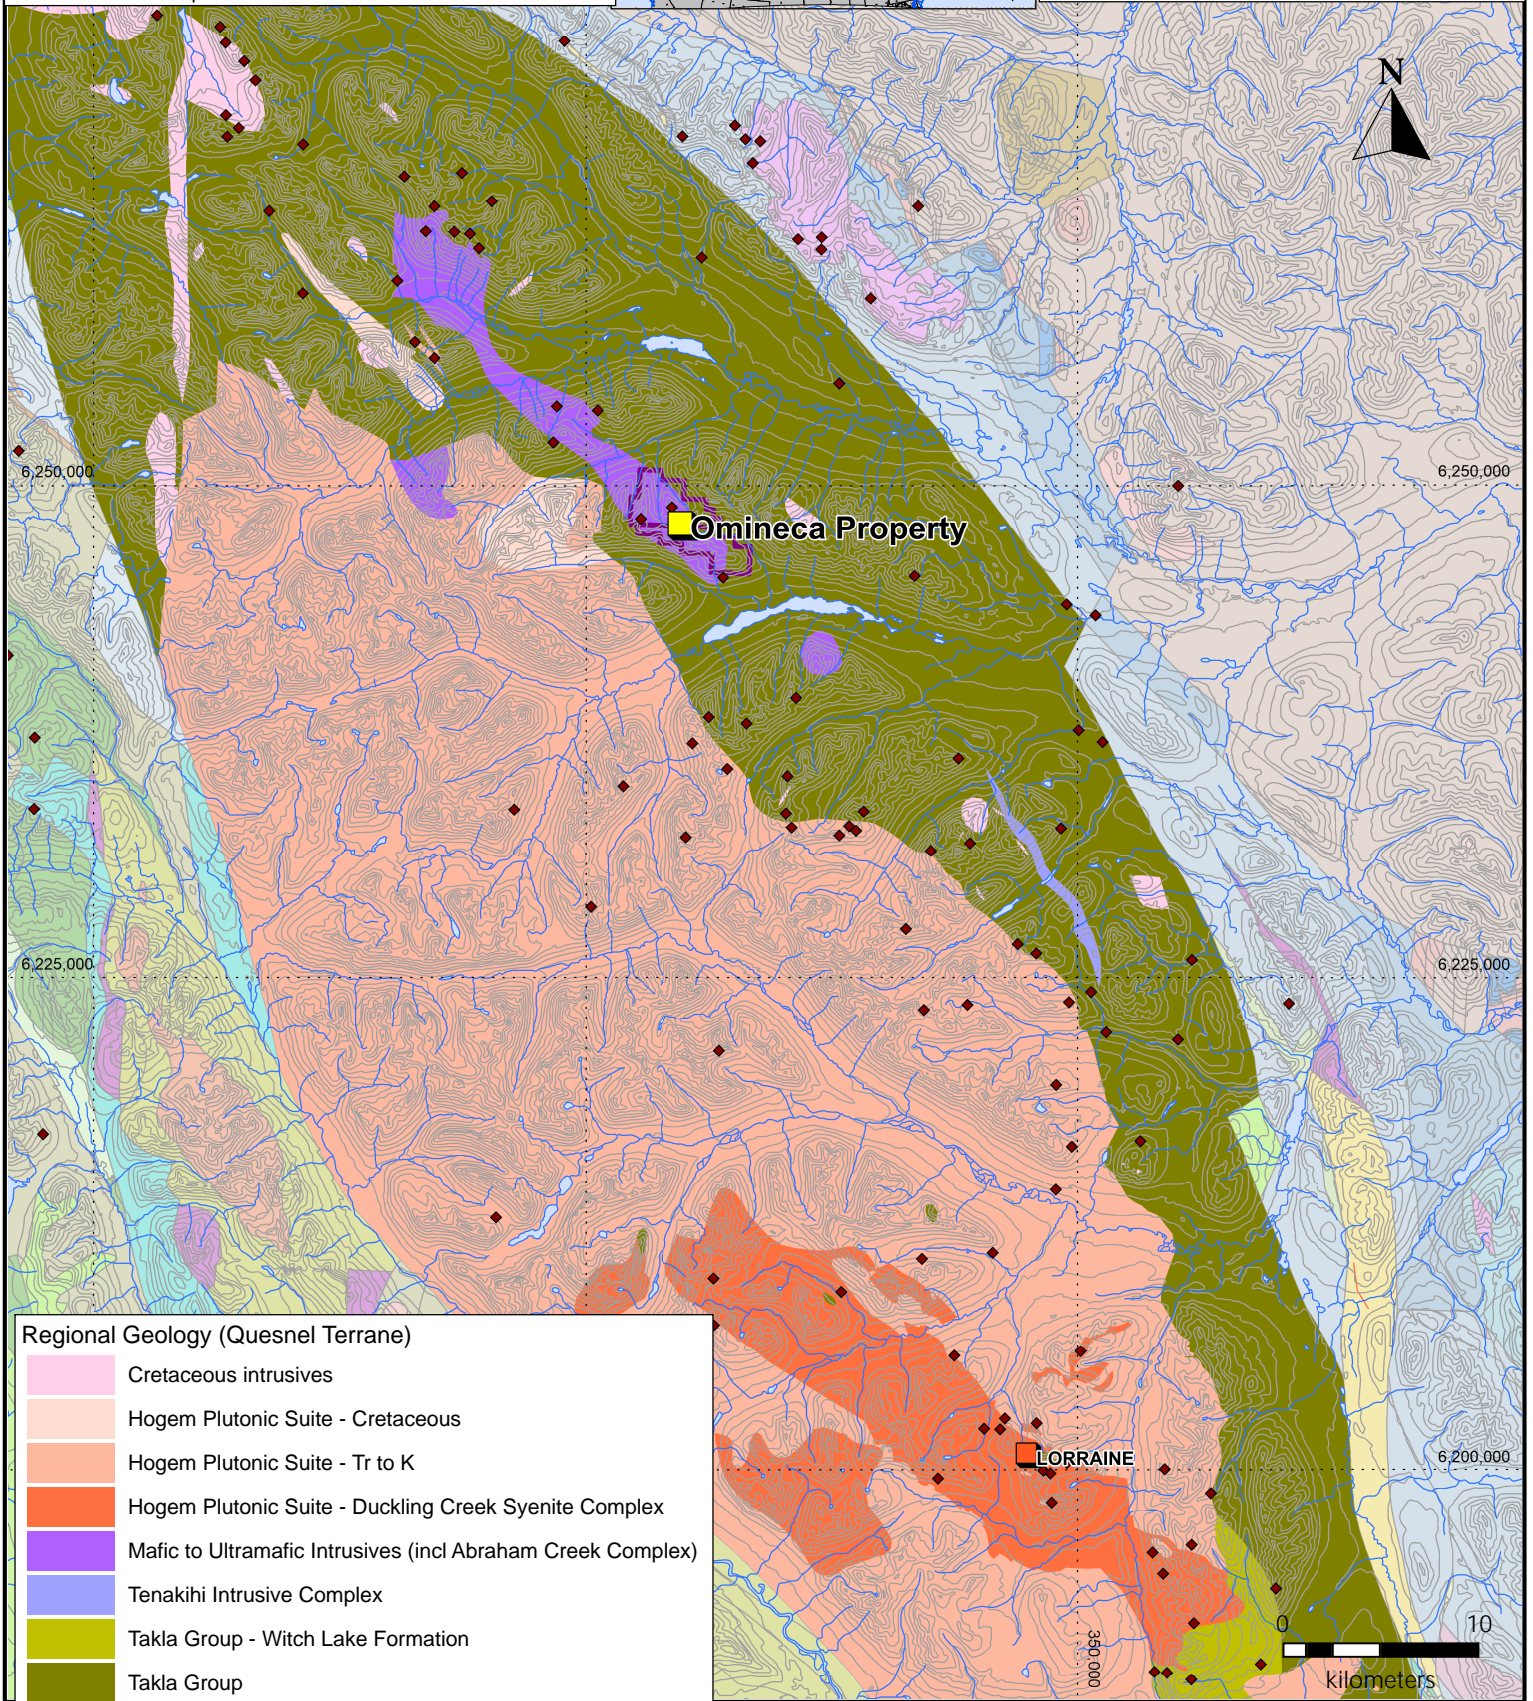 N
6,250,000
6,250,000
Omineca Property
6,225,000
6,225,000
Regional Geology (Quesnel Terrane)
Cretaceous intrusives
Hogem Plutonic Suite - Cretaceous
Hogem Plutonic Suite - Tr to K
Hogem Plutonic Suite - Duckling Creek Syenite Complex
Mafic to Ultramafic Intrusives (incl Abraham Creek Complex)
Tenakihi Intrusive Complex
Takla Group - Witch Lake Formation
Takla Group
LORRAINE
6,200,000
350,000
0 10
kilometers